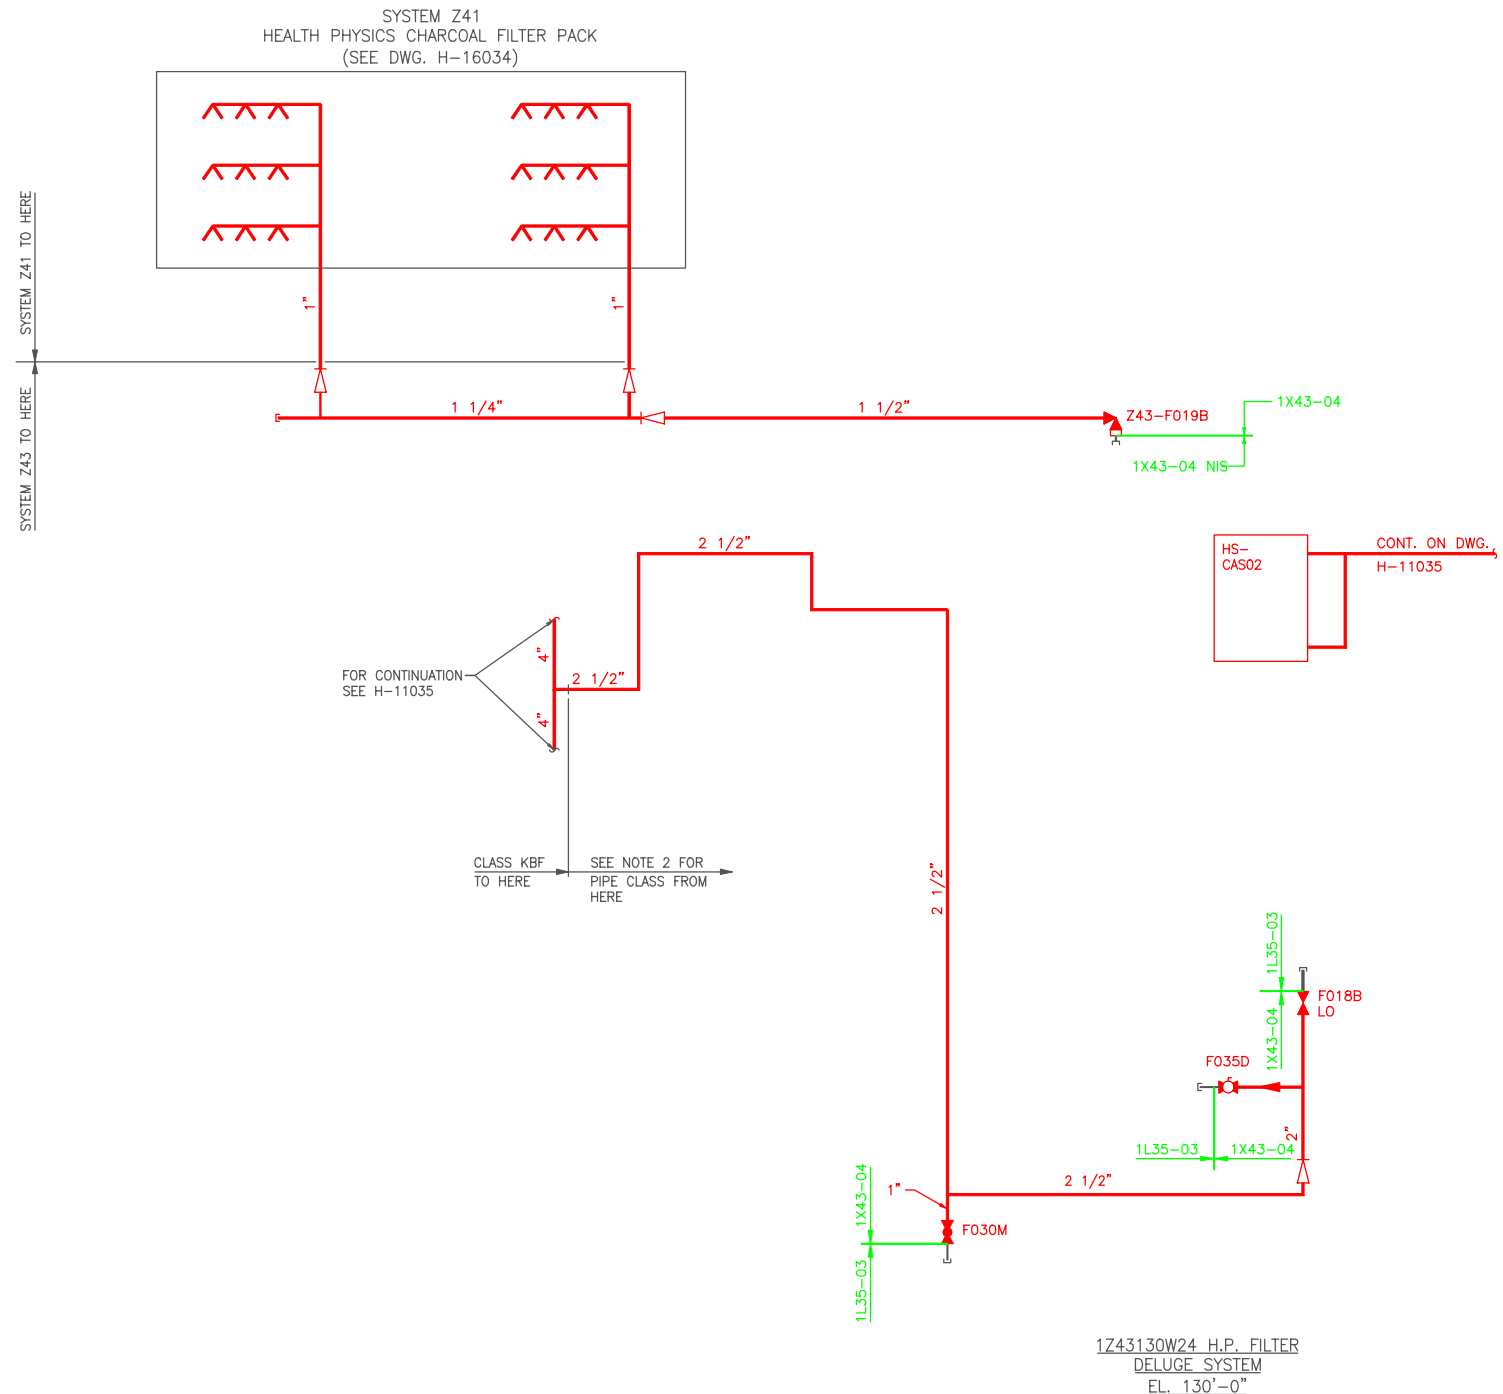 SYSTEM Z41
HEALTH PHYSICS CHARCOAL FILTER PACK
(SEE DWG. H-16034)
SYSTEM Z41 TO HERE
SYSTEM Z43 TO HERE
1"
1"
1 1/4"
1 1/2"
Z43-F019B
1X43-04
1X43-04 NIS
HS-
CAS02
CONT. ON DWG.
H-11035
2 1/2"
4"
FOR CONTINUATION
SEE H-11035
2 1/2"
4"
CLASS KBF
TO HERE
SEE NOTE 2 FOR
PIPE CLASS FROM
HERE
2 1/2"
1L35-03
1X43-04
F018B
LO
F035D
2"
1L35-03
1X43-04
2 1/2"
1X43-04
1L35-03
1"
F030M
1Z43130W24 H.P. FILTER
DELUGE SYSTEM
EL. 130'-0"